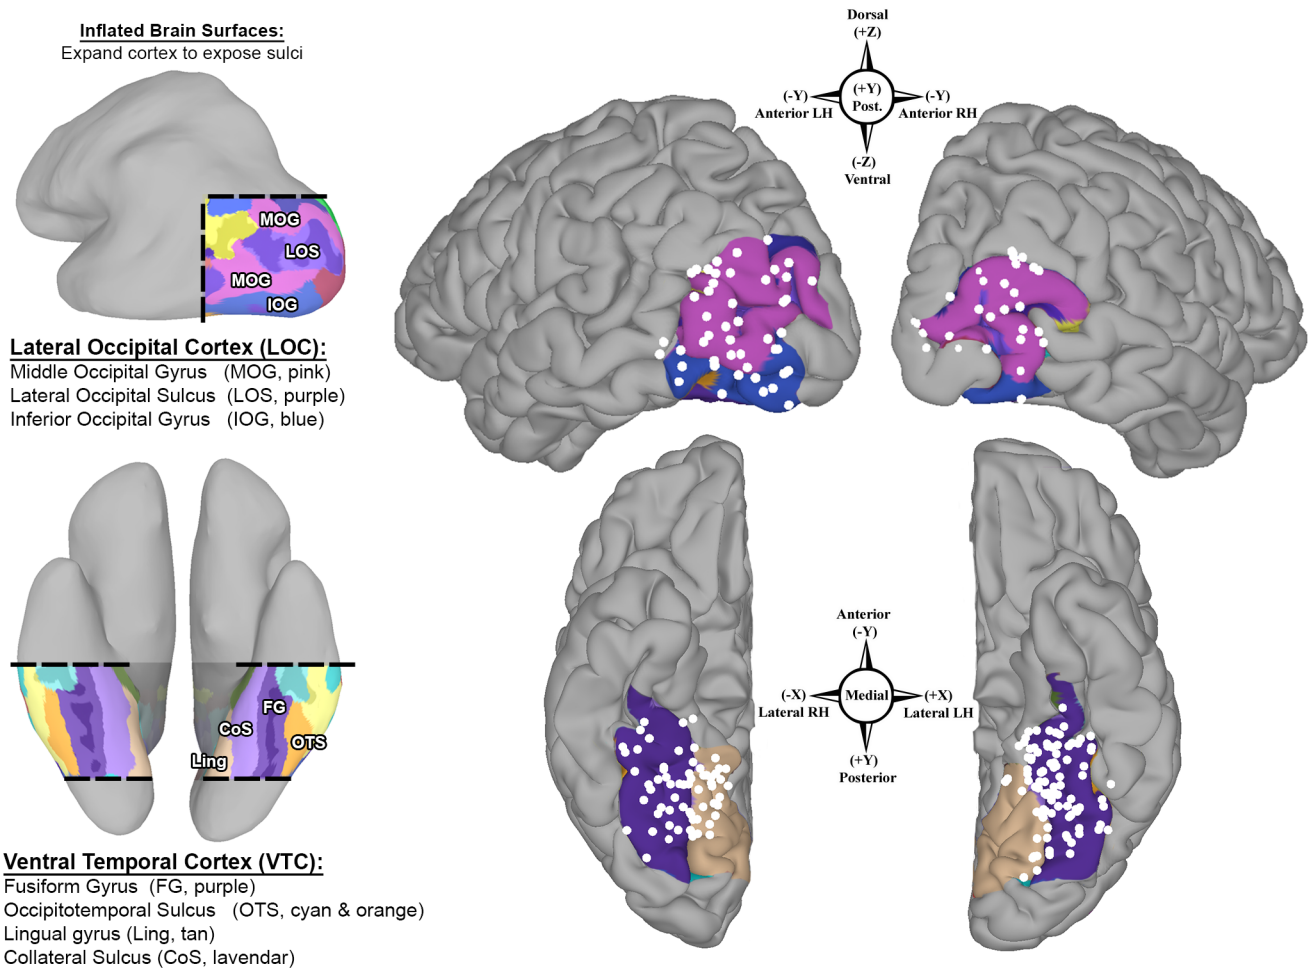 Inflated Brain Surfaces:
Expand cortex to expose sulci
MOG
LOS
MOG
IOG
Lateral Occipital Cortex (LOC):
Middle Occipital Gyrus (MOG, pink)
Lateral Occipital Sulcus (LOS, purple)
Inferior Occipital Gyrus (IOG, blue)
FG
CoS
OTS
Ling
Ventral Temporal Cortex (VTC):
Fusiform Gyrus (FG, purple)
Occipitotemporal Sulcus (OTS, cyan & orange)
Lingual gyrus (Ling, tan)
Collateral Sulcus (CoS, lavendar)
Dorsal
(+Z)
(-Y)
Anterior LH
(+Y)
Post.
(-Y)
Anterior RH
(-Z)
Ventral
Anterior
(-Y)
(-X)
Lateral RH
Medial
(+X)
Lateral LH
(+Y)
Posterior